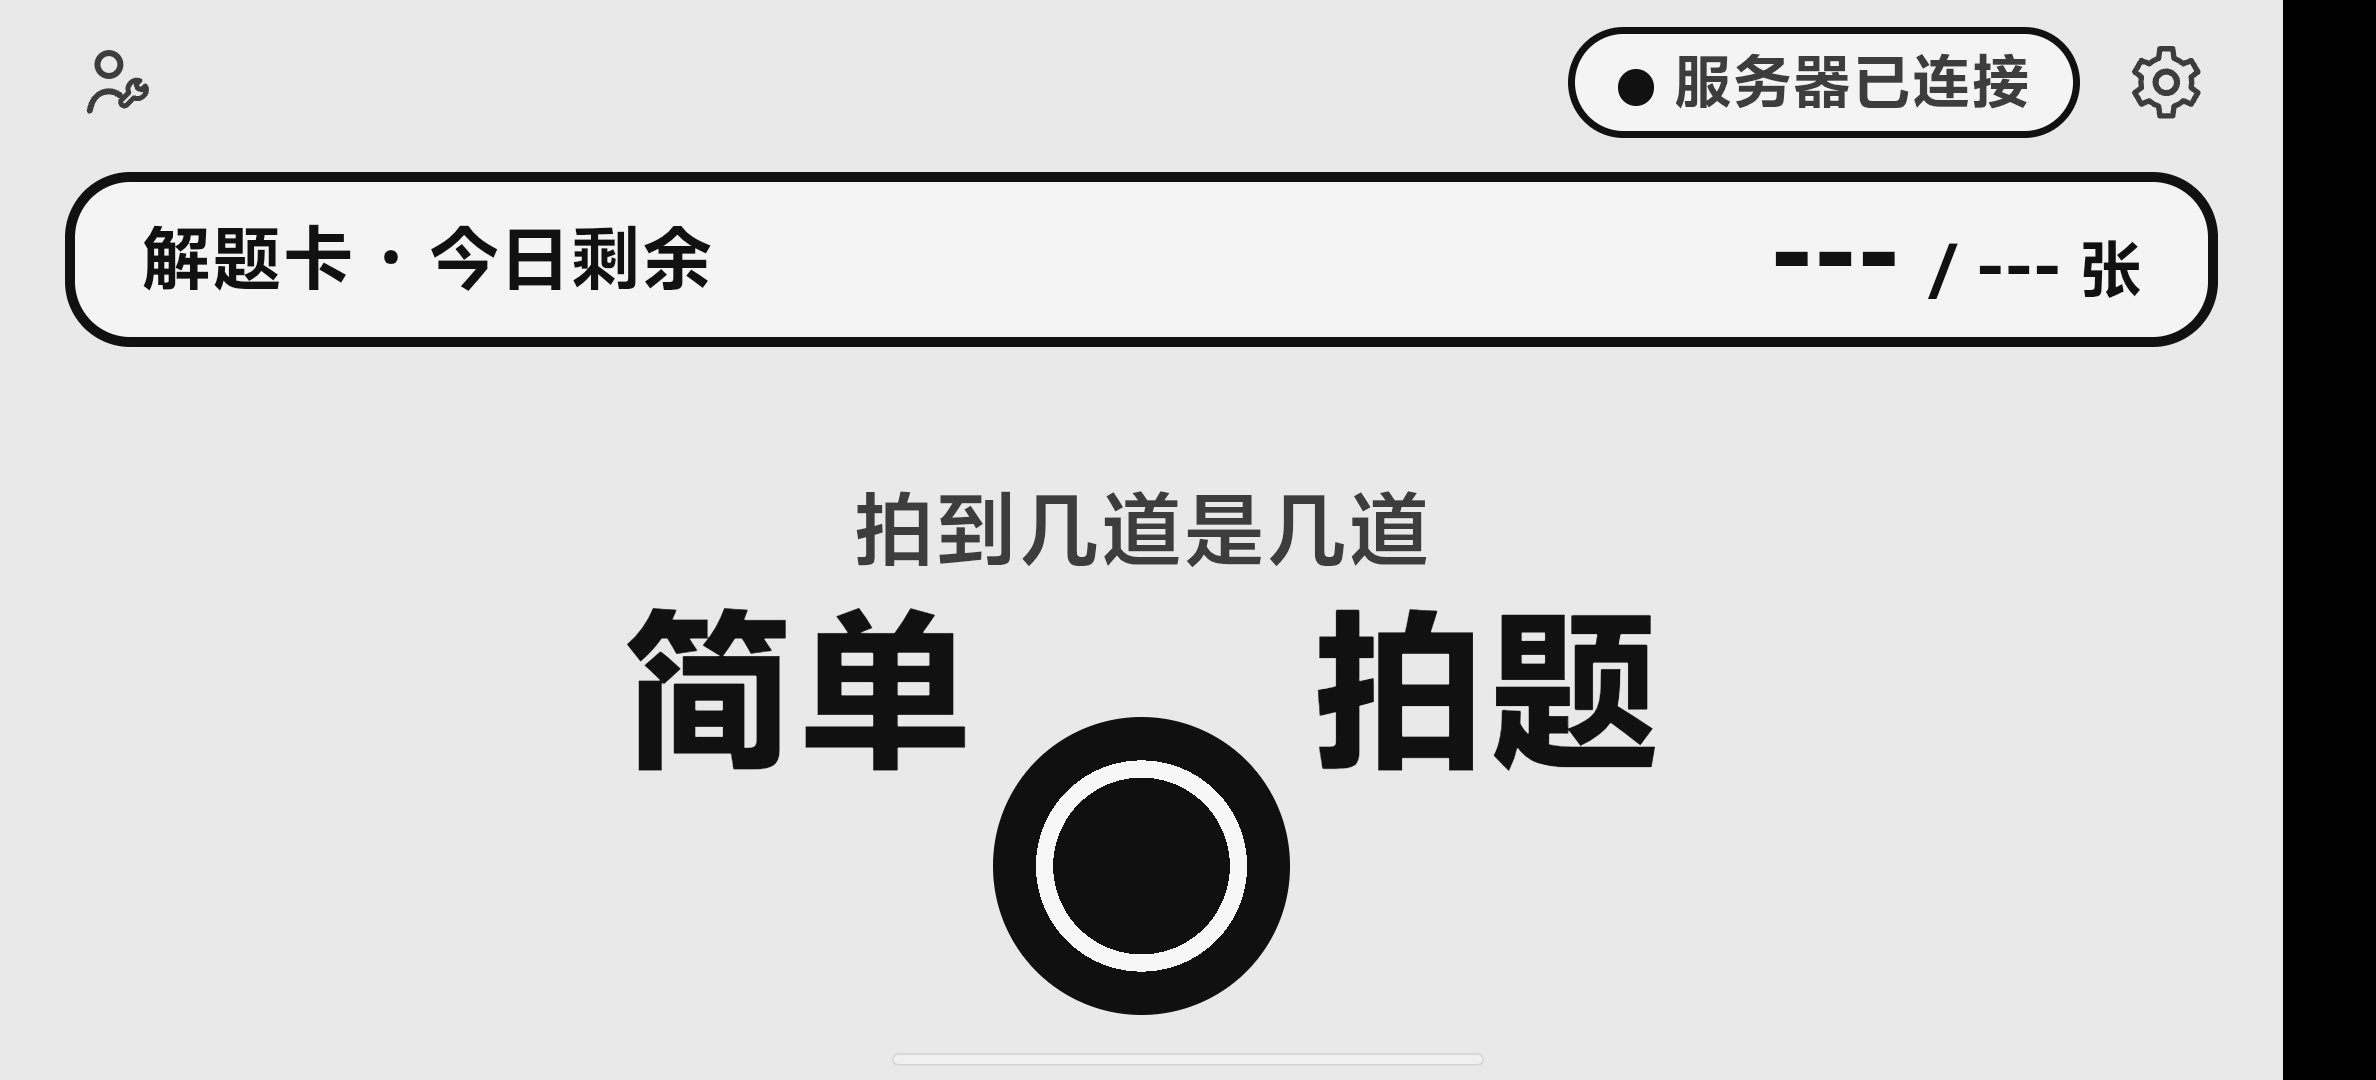 服务器已连接
解题卡 · 今日剩余 --- / --- 张
拍到几道是几道
简单 拍题